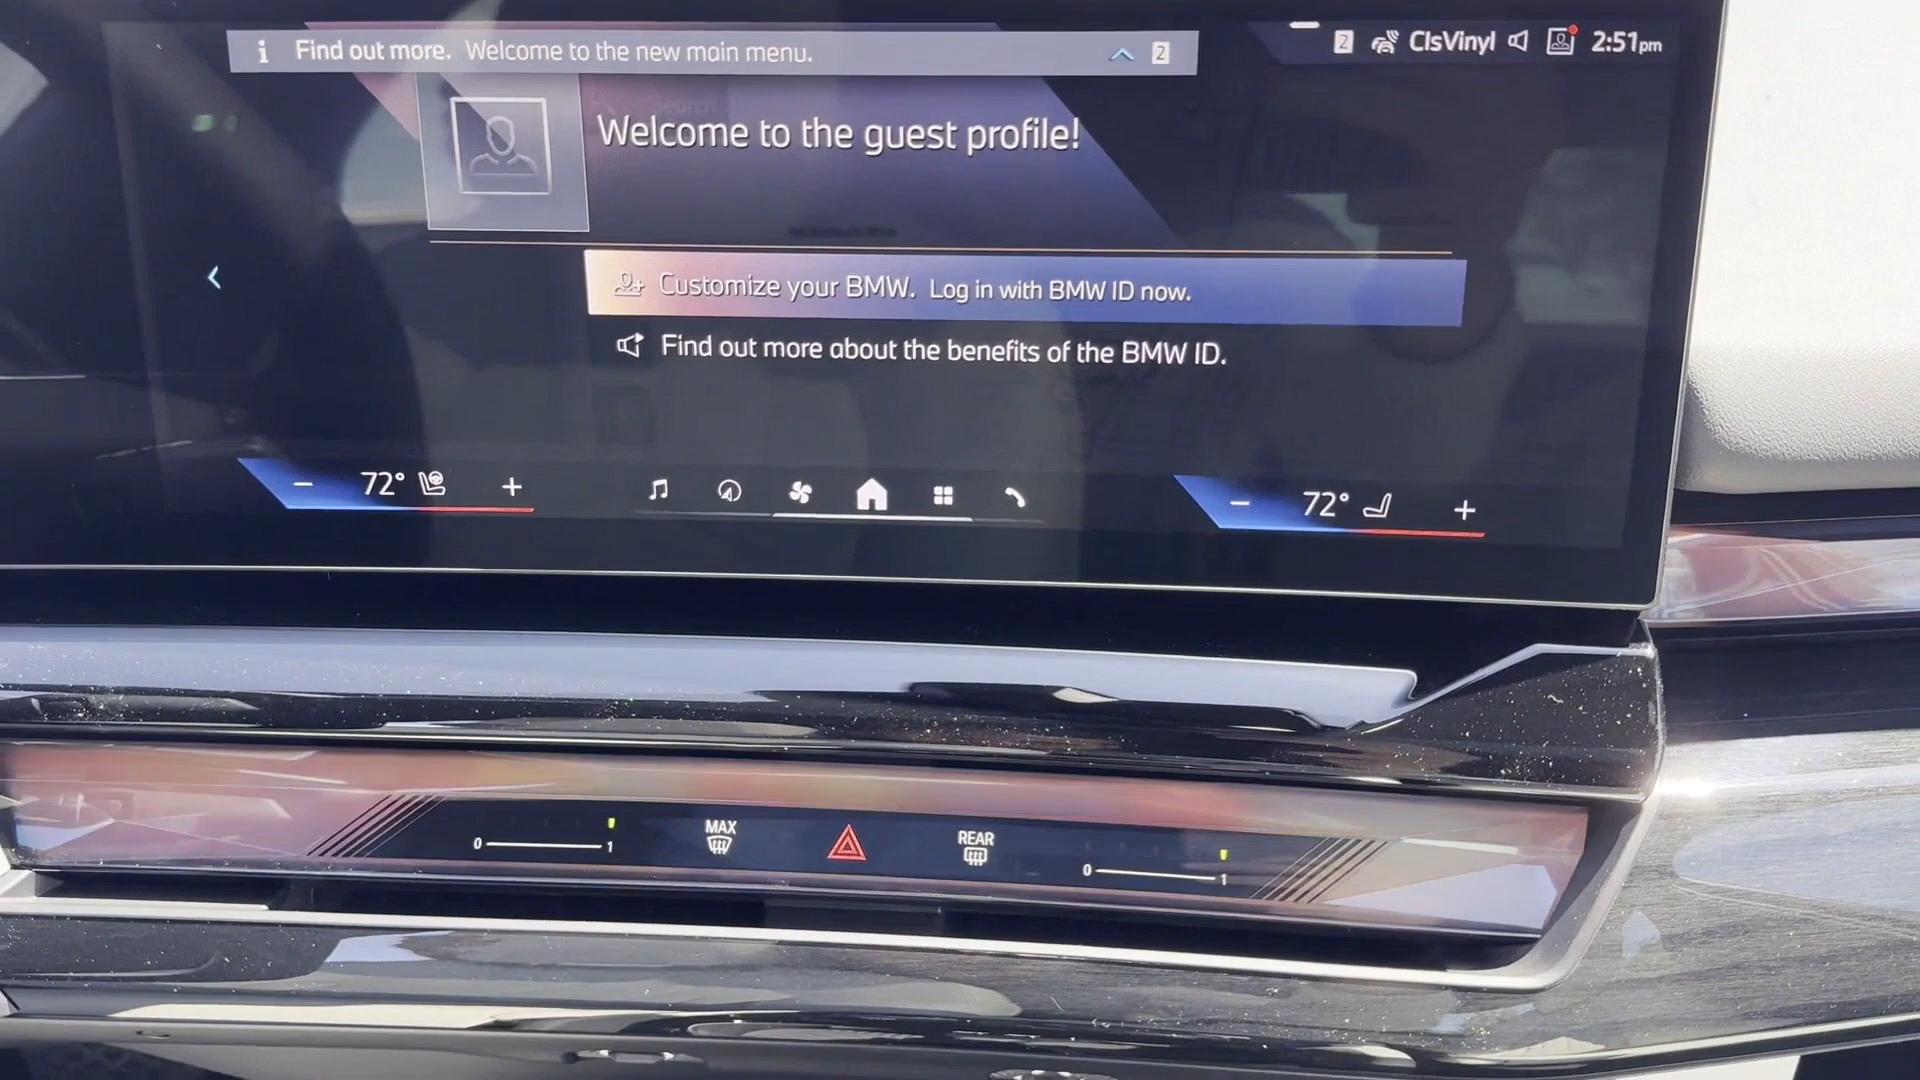 Find out more. Welcome to the new main menu. 2
2 ClsVinyl 2:51pm
Welcome to the guest profile!
Customize your BMW. Log in with BMW ID now.
Find out more about the benefits of the BMW ID.
− 72° +
− 72° +
0 1
MAX
REAR
0 1